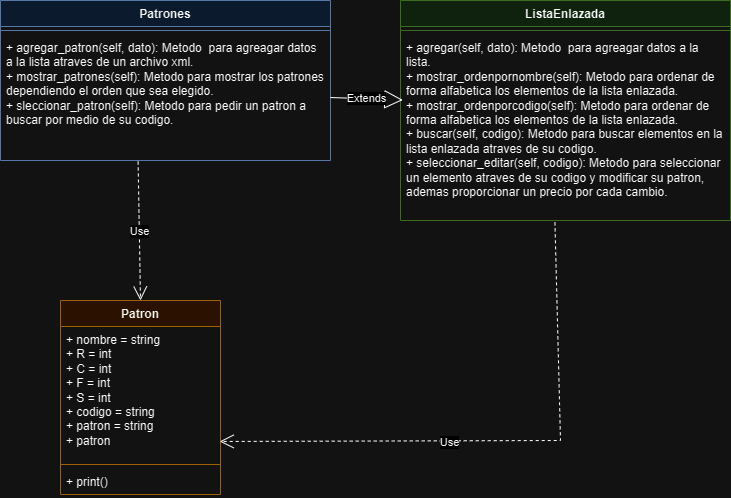 Patrones
+ agregar_patron(self, dato): Metodo  para agreagar datos
a la lista atraves de un archivo xml.
+ mostrar_patrones(self): Metodo para mostrar los patrones
dependiendo el orden que sea elegido.
+ sleccionar_patron(self): Metodo para pedir un patron a
buscar por medio de su codigo.
Extends
ListaEnlazada
+ agregar(self, dato): Metodo  para agreagar datos a la
lista.
+ mostrar_ordenpornombre(self): Metodo para ordenar de
forma alfabetica los elementos de la lista enlazada.
+ mostrar_ordenporcodigo(self): Metodo para ordenar de
forma alfabetica los elementos de la lista enlazada.
+ buscar(self, codigo): Metodo para buscar elementos en la
lista enlazada atraves de su codigo.
+ seleccionar_editar(self, codigo): Metodo para seleccionar
un elemento atraves de su codigo y modificar su patron,
ademas proporcionar un precio por cada cambio.
Use
Patron
+ nombre = string
+ R = int
+ C = int
+ F = int
+ S = int
+ codigo = string
+ patron = string
+ patron
+ print()
Use